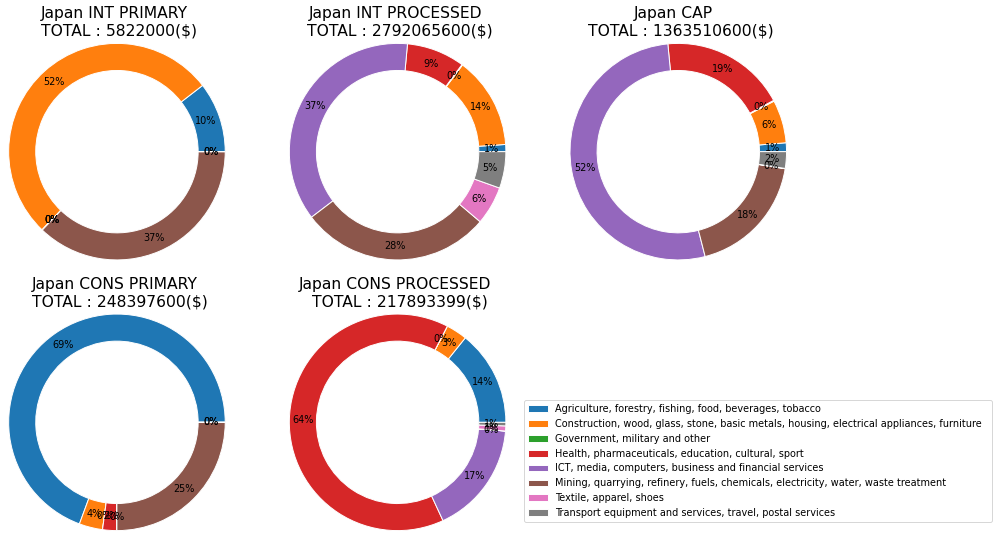 Japan INT PRIMARY
TOTAL : 5822000($)
52%
10%
0%
0%
37%
Japan INT PROCESSED
TOTAL : 2792065600($)
9%
0%
14%
37%
1%
5%
6%
28%
Japan CAP
TOTAL : 1363510600($)
19%
0%
6%
1%
2%
0%
52%
18%
Japan CONS PRIMARY
TOTAL : 248397600($)
69%
0%
25%
4%
0%
Japan CONS PROCESSED
TOTAL : 217893399($)
0%
3%
14%
64%
1%
17%
Agriculture, forestry, fishing, food, beverages, tobacco
Construction, wood, glass, stone, basic metals, housing, electrical appliances, furniture
Government, military and other
Health, pharmaceuticals, education, cultural, sport
ICT, media, computers, business and financial services
Mining, quarrying, refinery, fuels, chemicals, electricity, water, waste treatment
Textile, apparel, shoes
Transport equipment and services, travel, postal services